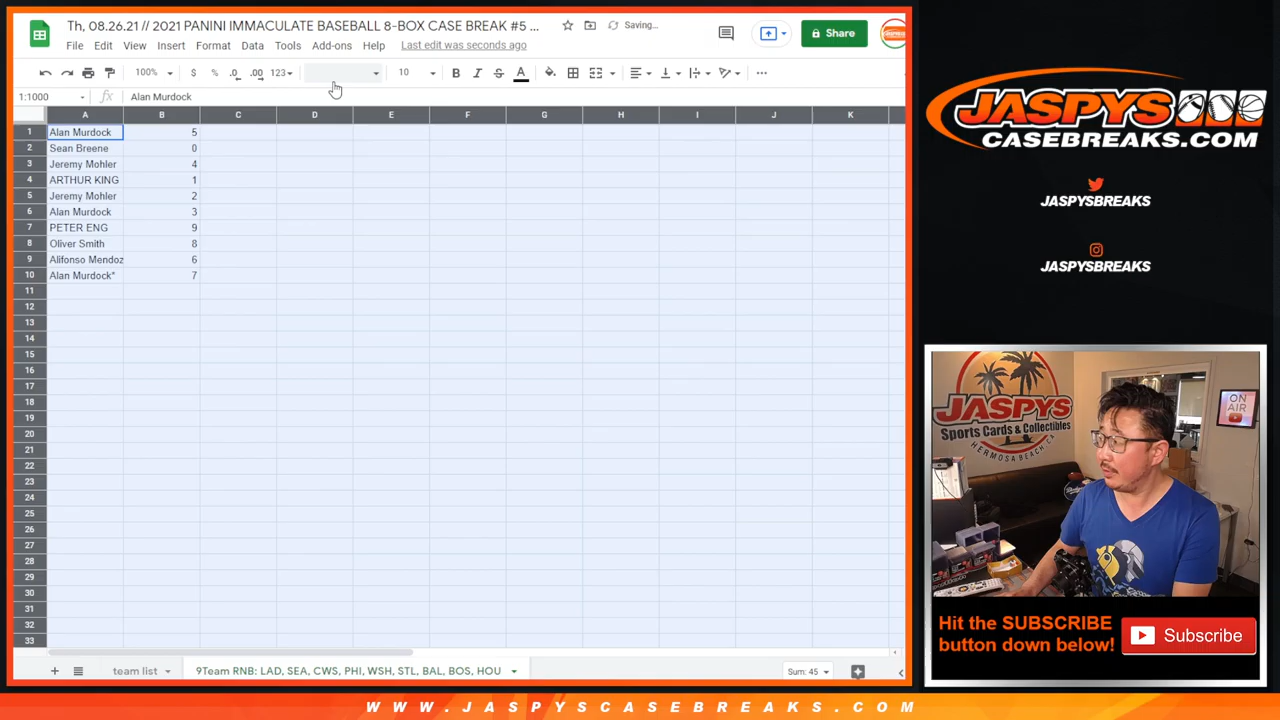 Th, 08.26.21 // 2021 PANINI IMMACULATE BASEBALL 8-BOX CASE BREAK #5 ...
Saving...
Share
File Edit View Insert Format Data Tools Add-ons Help Last edit was seconds ago
100% $ % .0 .00 123 10 B I S A
1:1000 fx Alan Murdock
A B C D E F G H I J K
1 Alan Murdock 5
2 Sean Breene 0
3 Jeremy Mohler 4
4 ARTHUR KING 1
5 Jeremy Mohler 2
6 Alan Murdock 3
7 PETER ENG 9
8 Oliver Smith 8
9 Alifonso Mendoz 6
10 Alan Murdock* 7
11
12
13
14
15
16
17
18
19
20
21
22
23
24
25
26
27
28
29
30
31
32
33
team list 9Team RNB: LAD, SEA, CWS, PHI, WSH, STL, BAL, BOS, HOU Sum: 45
JASPYS
CASEBREAKS.COM
JASPYSBREAKS
JASPYSBREAKS
JASPYS
Sports Cards & Collectibles
HERMOSA BEACH, CA
ON AIR
Hit the SUBSCRIBE
button down below!
Subscribe
WWW.JASPYSCASEBREAKS.COM